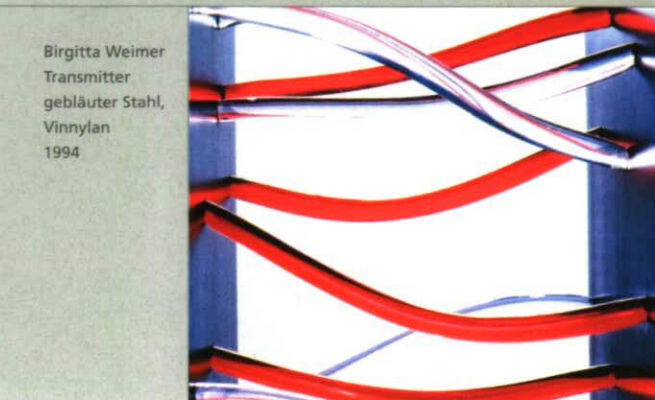 Birgitta Weimer
Transmitter
gebläuter Stahl,
Vinnylan
1994